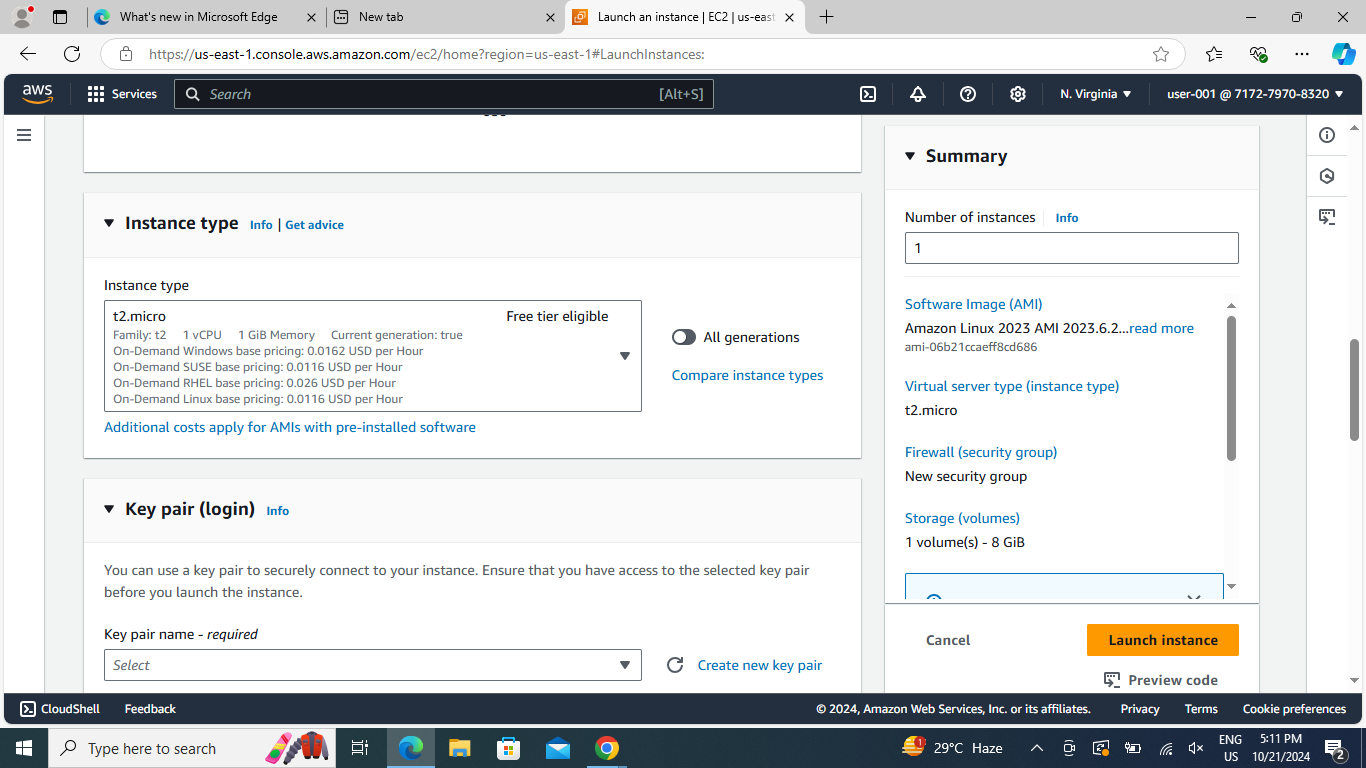 What's new in Microsoft Edge
New tab
Launch an instance | EC2 | us-east
https://us-east-1.console.aws.amazon.com/ec2/home?region=us-east-1#LaunchInstances:
aws
Services
Search
[Alt+S]
N. Virginia
user-001 @ 7172-7970-8320
Instance type
Info | Get advice
Instance type
t2.micro
Free tier eligible
Family: t2 1 vCPU 1 GiB Memory Current generation: true
On-Demand Windows base pricing: 0.0162 USD per Hour
On-Demand SUSE base pricing: 0.0116 USD per Hour
On-Demand RHEL base pricing: 0.026 USD per Hour
On-Demand Linux base pricing: 0.0116 USD per Hour
All generations
Compare instance types
Additional costs apply for AMIs with pre-installed software
Key pair (login)
Info
You can use a key pair to securely connect to your instance. Ensure that you have access to the selected key pair
before you launch the instance.
Key pair name - required
Select
Create new key pair
Summary
Number of instances
Info
1
Software Image (AMI)
Amazon Linux 2023 AMI 2023.6.2...read more
ami-06b21ccaeff8cd686
Virtual server type (instance type)
t2.micro
Firewall (security group)
New security group
Storage (volumes)
1 volume(s) - 8 GiB
Cancel
Launch instance
Preview code
CloudShell
Feedback
© 2024, Amazon Web Services, Inc. or its affiliates.
Privacy
Terms
Cookie preferences
Type here to search
1
29°C Haze
ENG
US
5:11 PM
10/21/2024
2